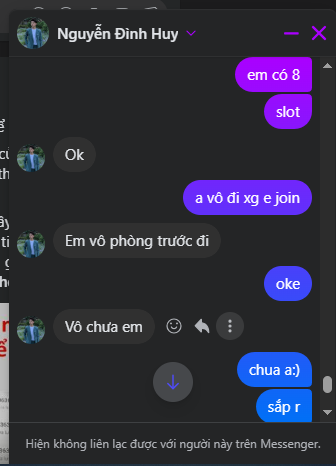 Nguyễn Đình Huy
em có 8
slot
Ok
a vô đi xg e join
Em vô phòng trước đi
oke
Vô chưa em
chua a:)
sắp r
Hiện không liên lạc được với người này trên Messenger.